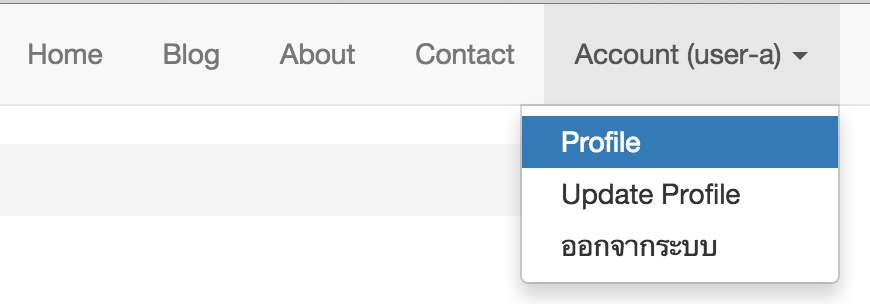 Home Blog About Contact Account (user-a)
Profile
Update Profile
ออกจากระบบ